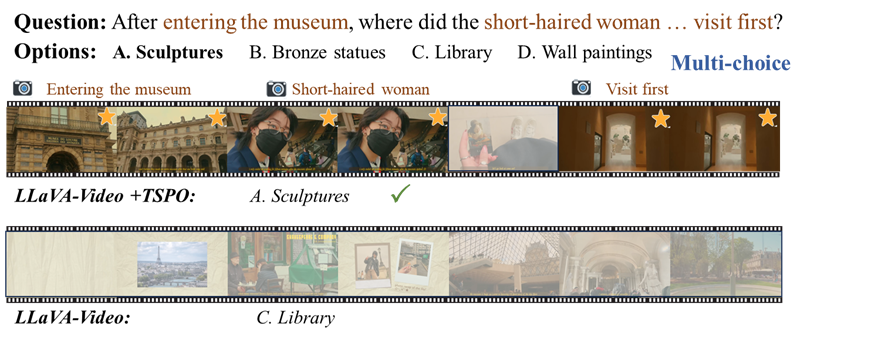 Question: After entering the museum, where did the short-haired woman … visit first?
Options: A. Sculptures B. Bronze statues C. Library D. Wall paintings
Multi-choice
Entering the museum Short-haired woman Visit first
LLaVA-Video +TSPO: A. Sculptures ✓
LLaVA-Video: C. Library